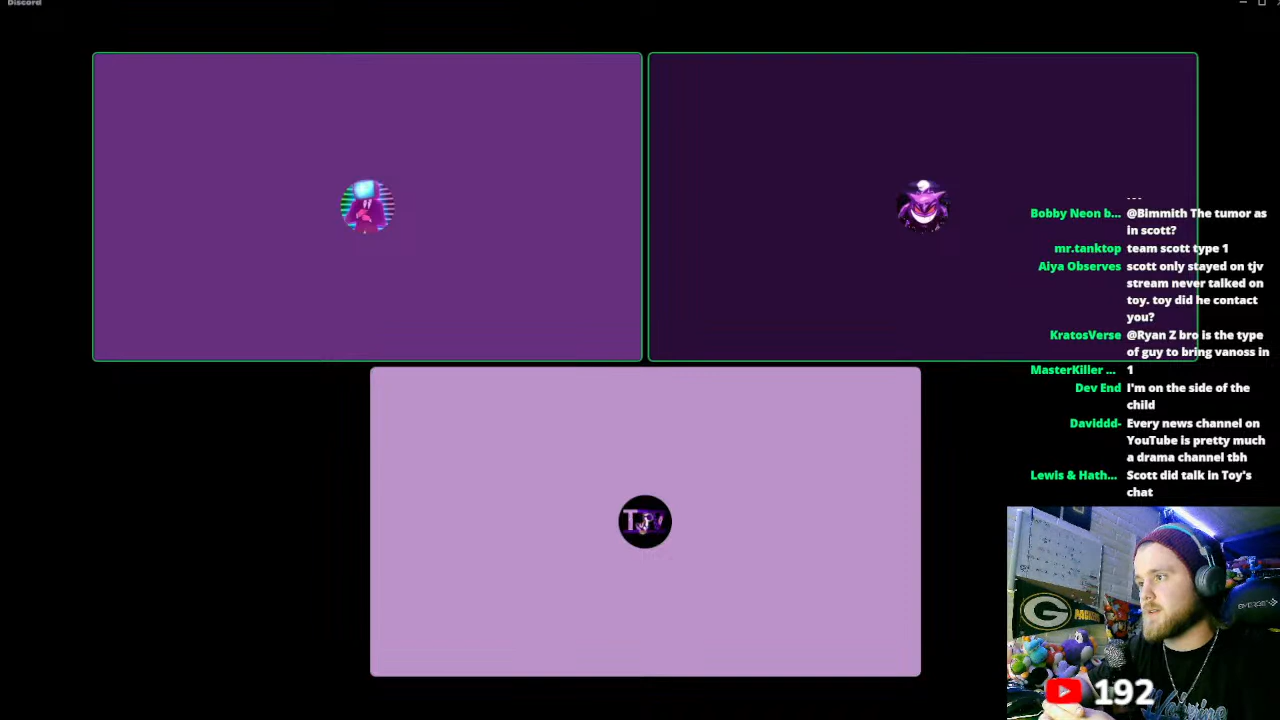 Discord
Bobby Neon b... @Bimmith The tumor as
in scott?
mr.tanktop team scott type 1
Aiya Observes scott only stayed on tjv
stream never talked on
toy. toy did he contact
you?
KratosVerse @Ryan Z bro is the type
of guy to bring vanoss in
MasterKiller ... 1
Dev End I'm on the side of the
child
Daviddd- Every news channel on
YouTube is pretty much
a drama channel tbh
Lewis & Hath... Scott did talk in Toy's
chat
G
192